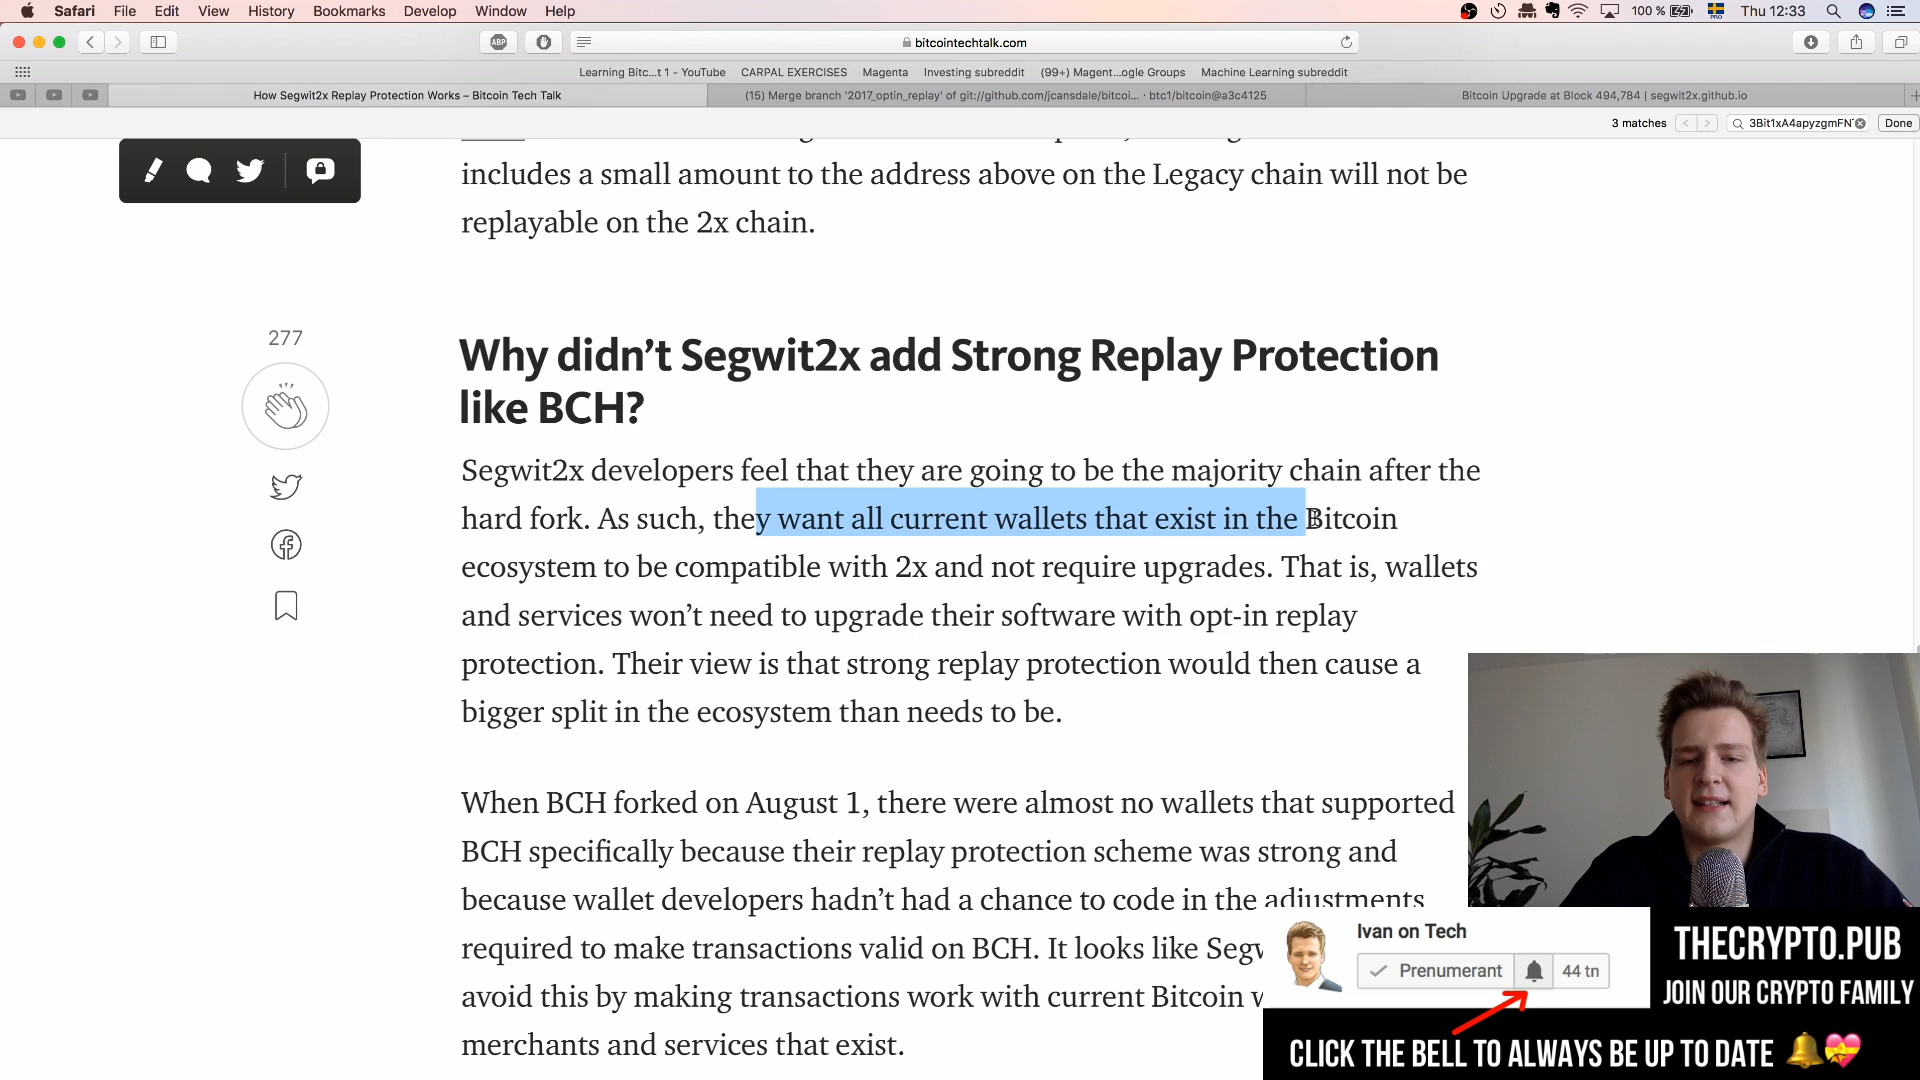 Safari File Edit View History Bookmarks Develop Window Help 100 % PRO Thu 12:33
ABP bitcointechtalk.com
Learning Bitc...t 1 - YouTube CARPAL EXERCISES Magenta Investing subreddit (99+) Magent...ogle Groups Machine Learning subreddit
How Segwit2x Replay Protection Works – Bitcoin Tech Talk (15) Merge branch '2017_optin_replay' of git://github.com/jcansdale/bitcoi... · btc1/bitcoin@a3c4125 Bitcoin Upgrade at Block 494,784 | segwit2x.github.io
3 matches 3Bit1xA4apyzgmFN Done
includes a small amount to the address above on the Legacy chain will not be
replayable on the 2x chain.
277
Why didn’t Segwit2x add Strong Replay Protection
like BCH?
Segwit2x developers feel that they are going to be the majority chain after the
hard fork. As such, they want all current wallets that exist in the Bitcoin
ecosystem to be compatible with 2x and not require upgrades. That is, wallets
and services won’t need to upgrade their software with opt-in replay
protection. Their view is that strong replay protection would then cause a
bigger split in the ecosystem than needs to be.
When BCH forked on August 1, there were almost no wallets that supported
BCH specifically because their replay protection scheme was strong and
because wallet developers hadn’t had a chance to code in the adjustments
required to make transactions valid on BCH. It looks like
avoid this by making transactions work with current Bitcoin
merchants and services that exist.
Ivan on Tech
Prenumerant 44 tn
THECRYPTO.PUB
JOIN OUR CRYPTO FAMILY
CLICK THE BELL TO ALWAYS BE UP TO DATE 🔔💝